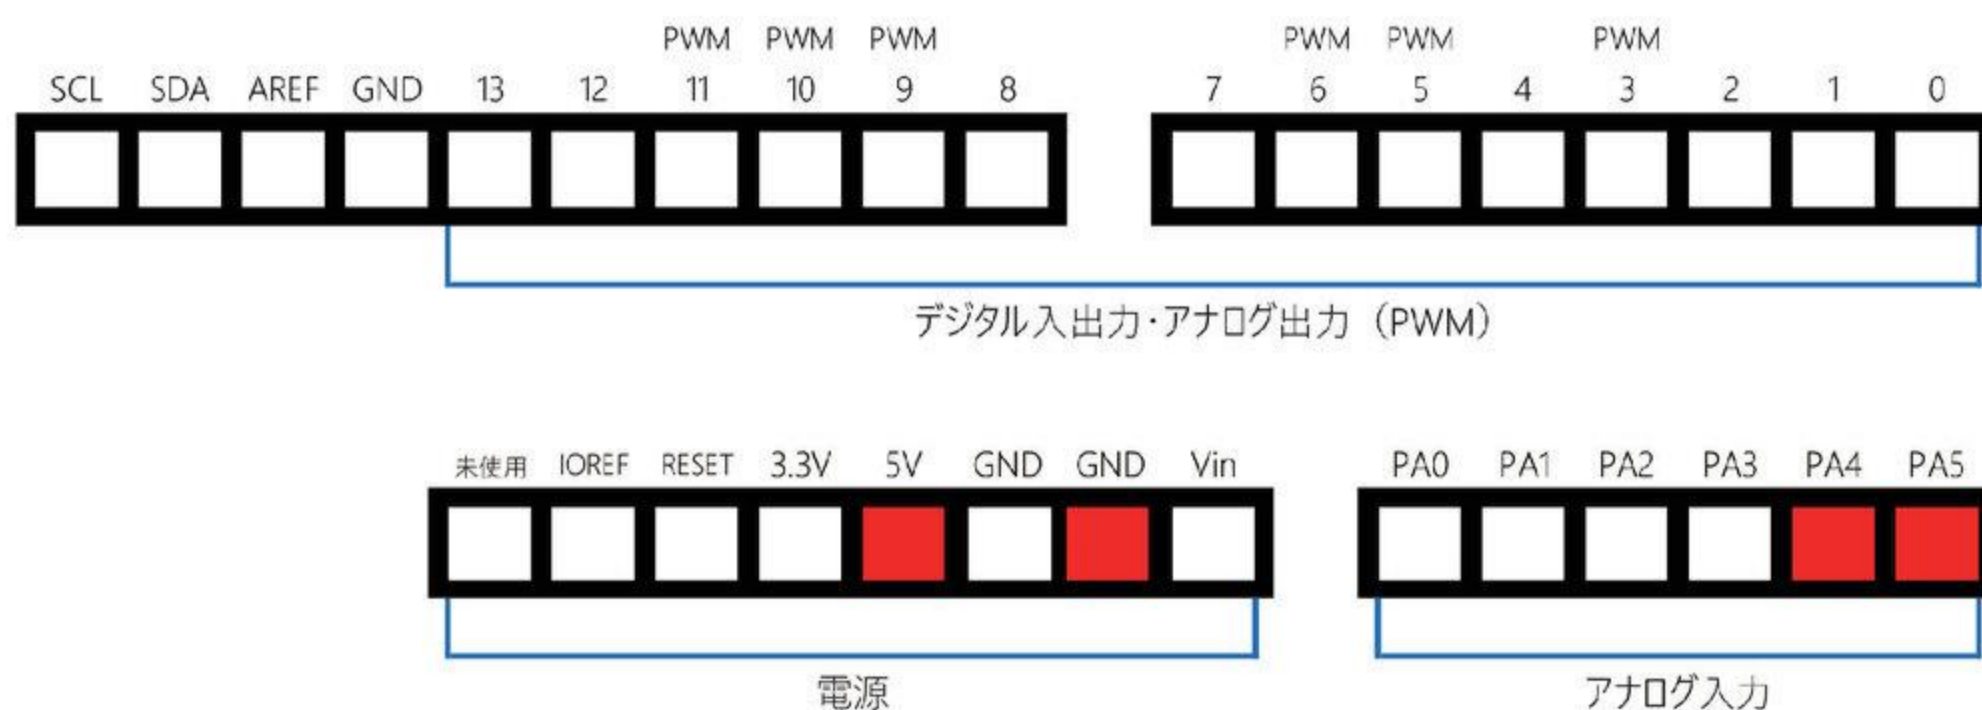 PWM PWM PWM PWM PWM PWM
SCL SDA AREF GND 13 12 11 10 9 8 7 6 5 4 3 2 1 0
デジタル入出力・アナログ出力（PWM）
未使用 IOREF RESET 3.3V 5V GND GND Vin PA0 PA1 PA2 PA3 PA4 PA5
電源 アナログ入力